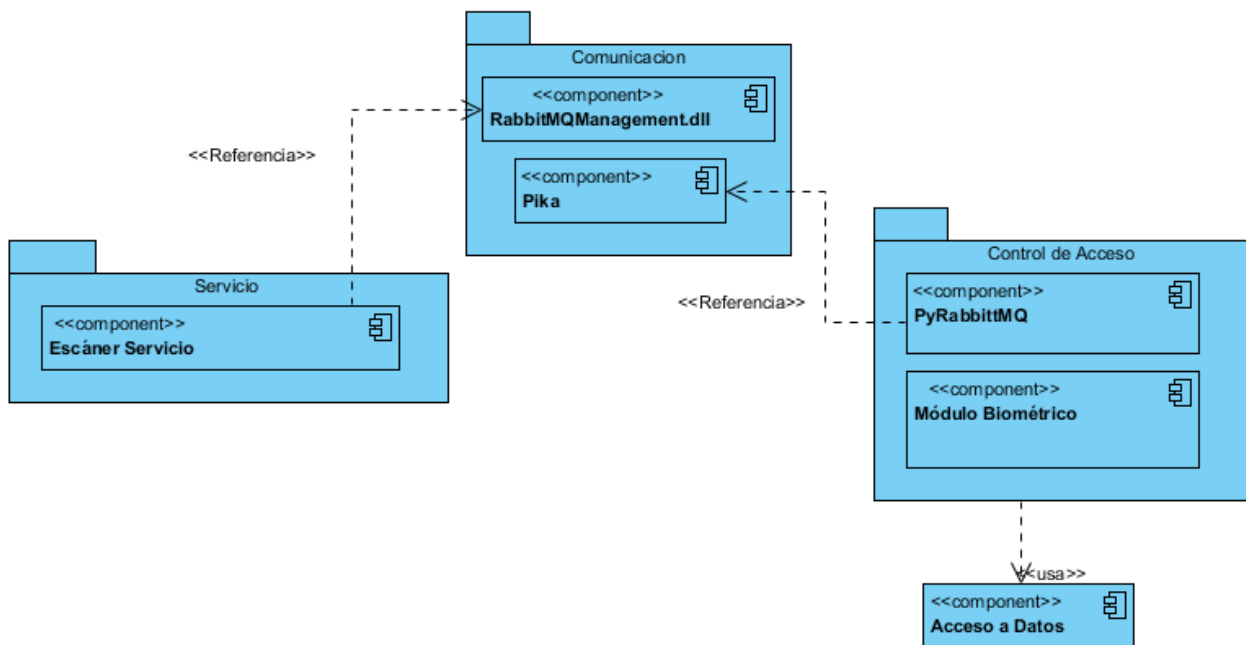 Comunicacion
<<component>>
RabbitMQManagement.dll
<<Referencia>>
<<component>>
Pika
Control de Acceso
Servicio
<<component>>
PyRabbittMQ
<<Referencia>>
<<component>>
Escáner Servicio
<<component>>
Módulo Biométrico
<<usa>>
<<component>>
Acceso a Datos